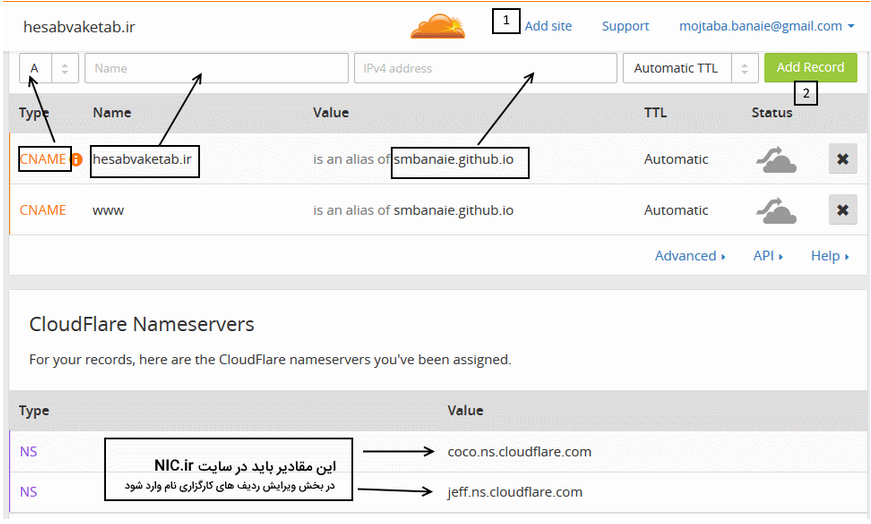 hesabvaketab.ir 1 Add site Support mojtaba.banaie@gmail.com
A Name IPv4 address Automatic TTL Add Record
2
Type Name Value TTL Status
CNAME hesabvaketab.ir is an alias of smbanaie.github.io Automatic
CNAME www is an alias of smbanaie.github.io Automatic
Advanced API Help
CloudFlare Nameservers
For your records, here are the CloudFlare nameservers you've been assigned.
Type Value
NS coco.ns.cloudflare.com
این مقادیر باید در سایت NIC.ir
در بخش ویرایش ردیف های کارگزاری نام وارد شود
NS jeff.ns.cloudflare.com